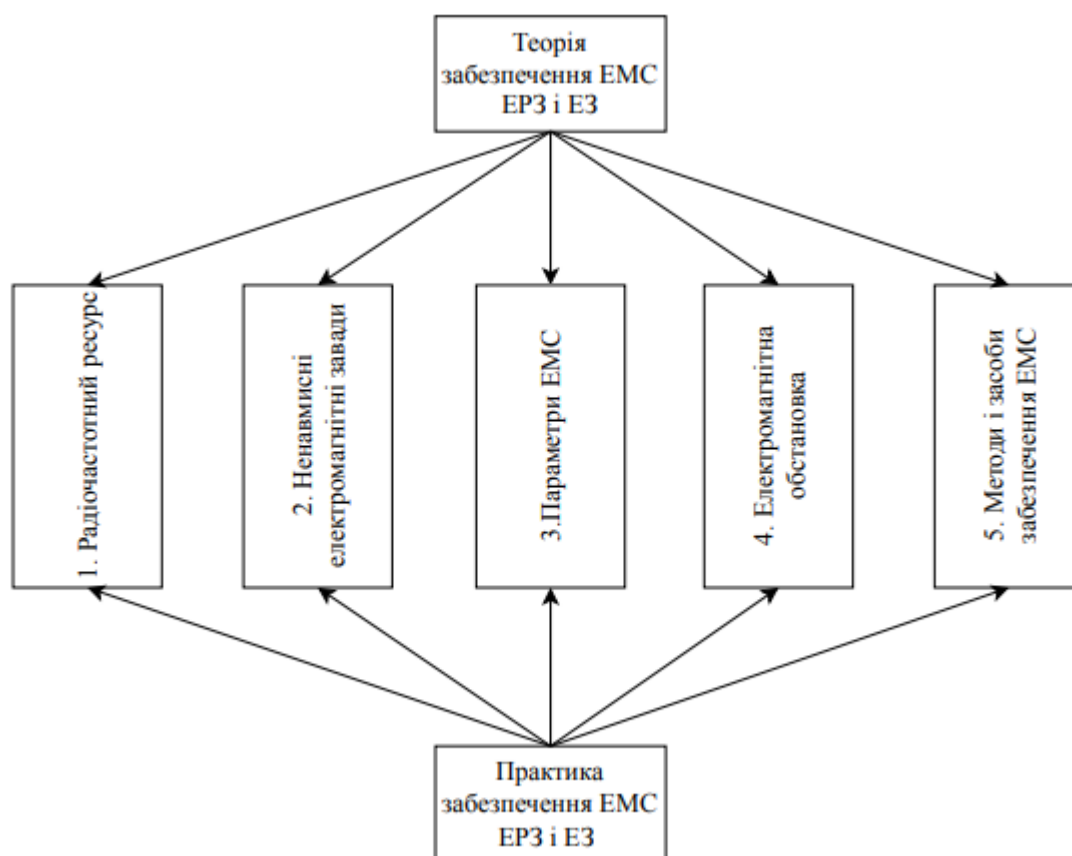 Теорія
забезпечення ЕМС
ЕРЗ і ЕЗ
1. Радіочастотний ресурс
2. Ненавмисні
електромагнітні завади
3.Параметри ЕМС
4. Електромагнітна
обстановка
5. Методи і засоби
забезпечення ЕМС
Практика
забезпечення ЕМС
ЕРЗ і ЕЗ